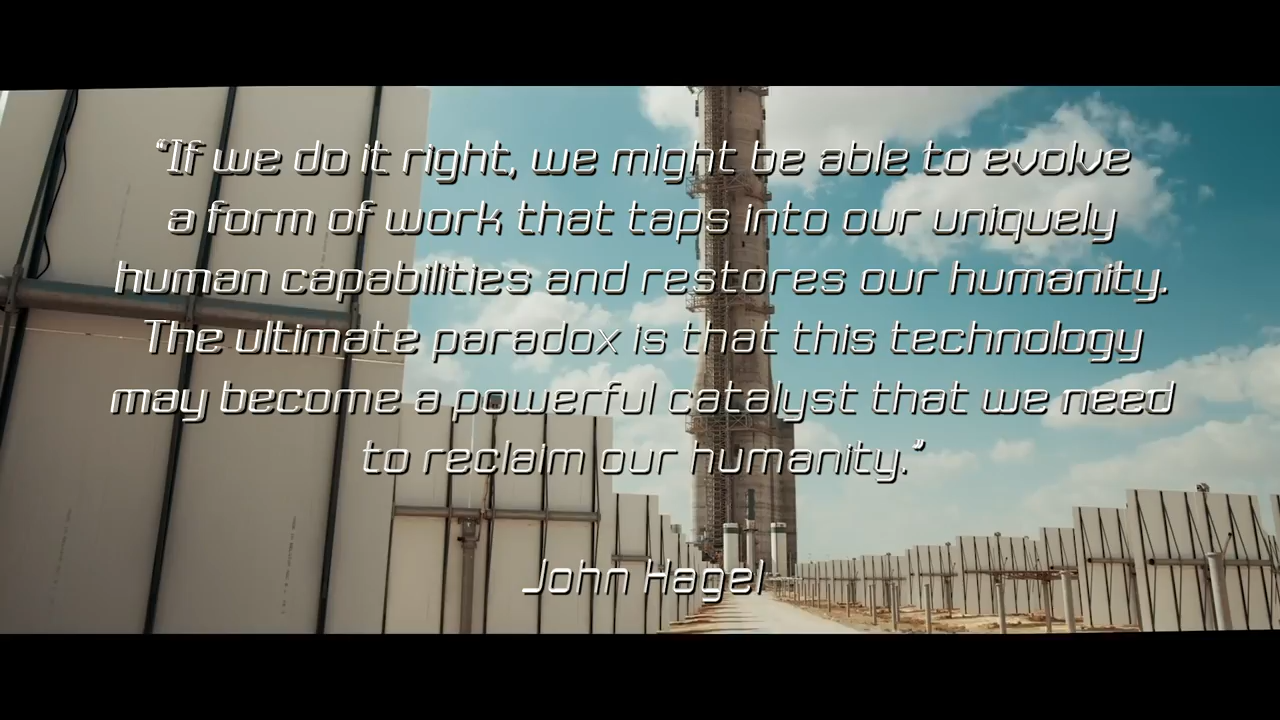 “If we do it right, we might be able to evolve
a form of work that taps into our uniquely
human capabilities and restores our humanity.
The ultimate paradox is that this technology
may become a powerful catalyst that we need
to reclaim our humanity.”
John Hagel